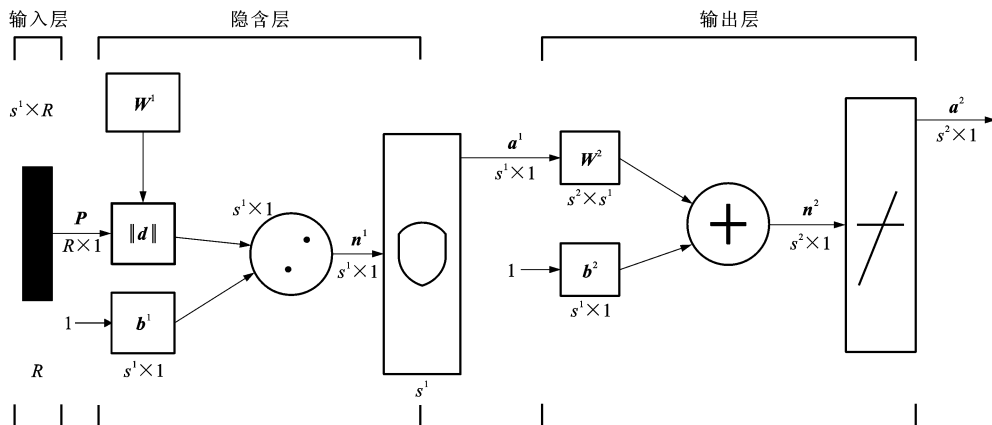 输入层
隐含层
输出层
s¹×R
W¹
P
R×1
‖d‖
s¹×1
1
b¹
s¹×1
R
n¹
s¹×1
s¹
a¹
s¹×1
W²
s²×s¹
1
b²
s¹×1
n²
s²×1
a²
s²×1